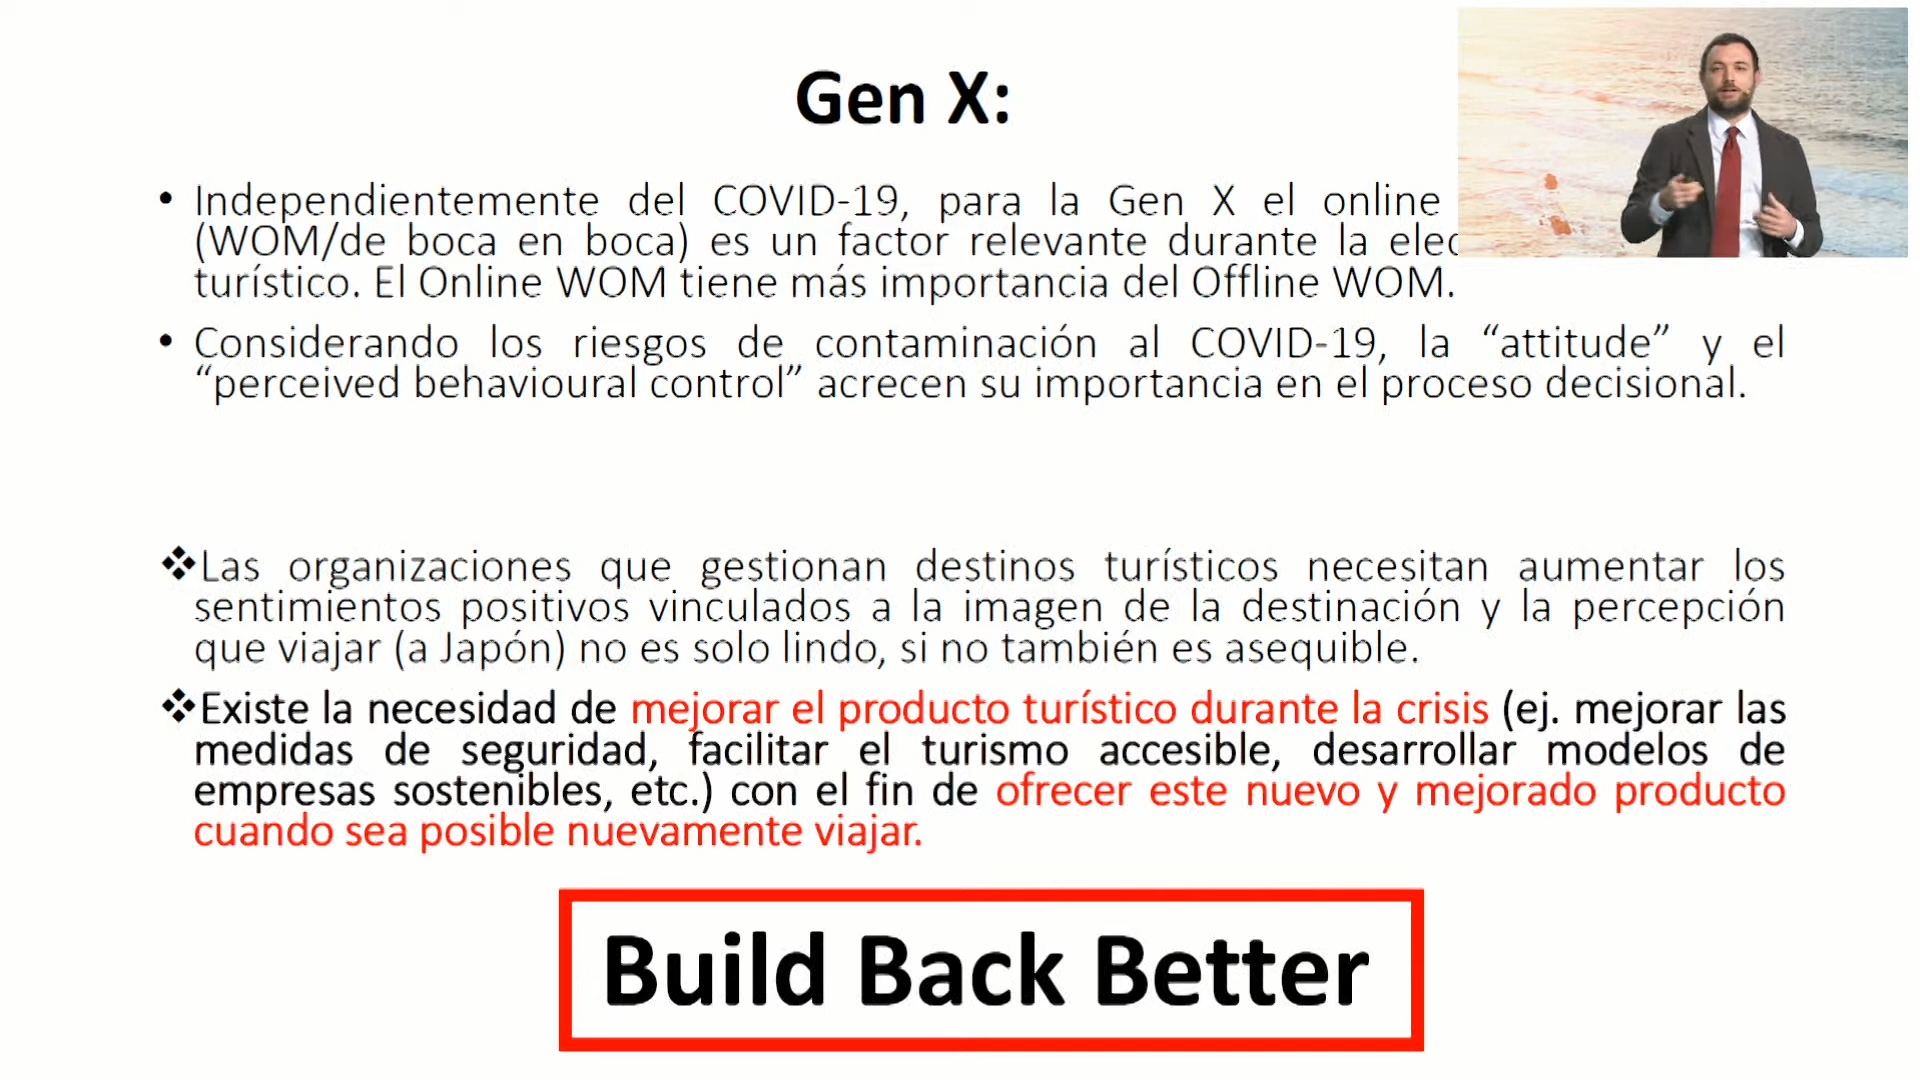 Gen X:
• Independientemente del COVID-19, para la Gen X el online
(WOM/de boca en boca) es un factor relevante durante la
turístico. El Online WOM tiene más importancia del Offline WOM.
• Considerando los riesgos de contaminación al COVID-19, la “attitude” y el
“perceived behavioural control” acrecen su importancia en el proceso decisional.
❖Las organizaciones que gestionan destinos turísticos necesitan aumentar los
sentimientos positivos vinculados a la imagen de la destinación y la percepción
que viajar (a Japón) no es solo lindo, si no también es asequible.
❖Existe la necesidad de mejorar el producto turístico durante la crisis (ej. mejorar las
medidas de seguridad, facilitar el turismo accesible, desarrollar modelos de
empresas sostenibles, etc.) con el fin de ofrecer este nuevo y mejorado producto
cuando sea posible nuevamente viajar.
Build Back Better